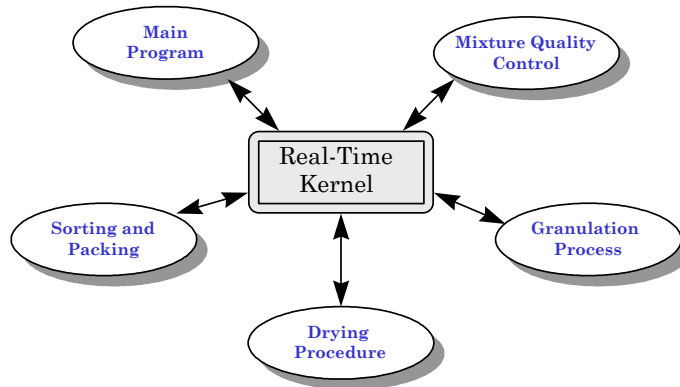 Main
Program
Mixture Quality
Control
Real-Time
Kernel
Sorting and
Packing
Granulation
Process
Drying
Procedure